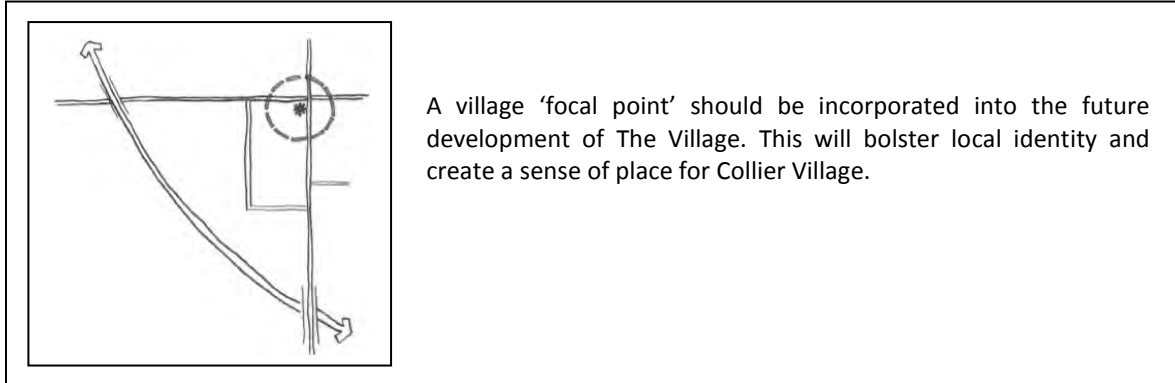 A village ‘focal point’ should be incorporated into the future
development of The Village. This will bolster local identity and
create a sense of place for Collier Village.